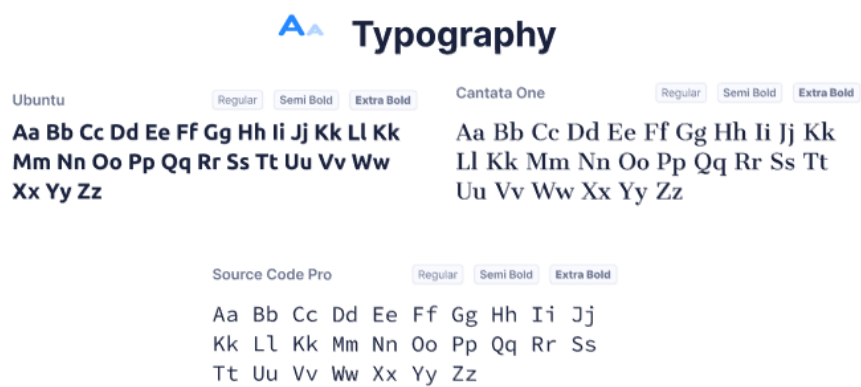 Typography
Ubuntu
Regular Semi Bold Extra Bold
Aa Bb Cc Dd Ee Ff Gg Hh Ii Jj Kk Ll Kk
Mm Nn Oo Pp Qq Rr Ss Tt Uu Vv Ww
Xx Yy Zz
Cantata One
Regular Semi Bold Extra Bold
Aa Bb Cc Dd Ee Ff Gg Hh Ii Jj Kk
Ll Kk Mm Nn Oo Pp Qq Rr Ss Tt
Uu Vv Ww Xx Yy Zz
Source Code Pro
Regular Semi Bold Extra Bold
Aa Bb Cc Dd Ee Ff Gg Hh Ii Jj
Kk Ll Kk Mm Nn Oo Pp Qq Rr Ss
Tt Uu Vv Ww Xx Yy Zz